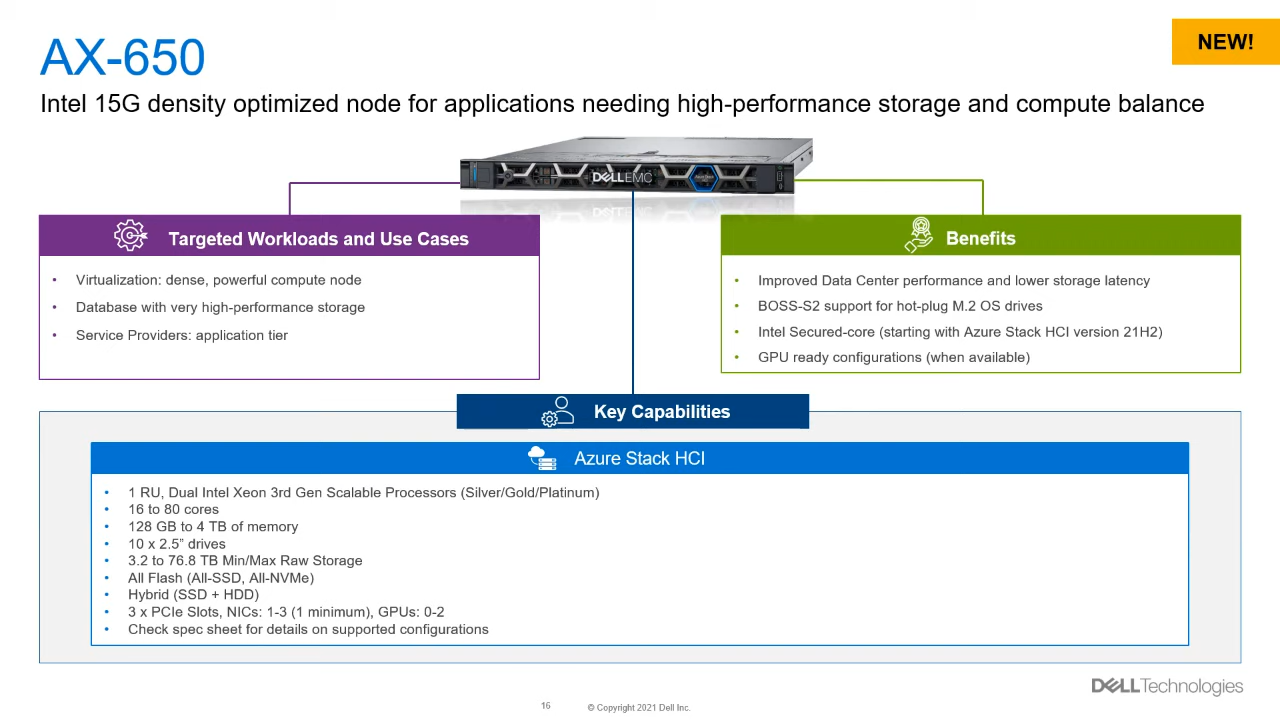 AX-650
NEW!
Intel 15G density optimized node for applications needing high-performance storage and compute balance
DELLEMC
Targeted Workloads and Use Cases
• Virtualization: dense, powerful compute node
• Database with very high-performance storage
• Service Providers: application tier
Benefits
• Improved Data Center performance and lower storage latency
• BOSS-S2 support for hot-plug M.2 OS drives
• Intel Secured-core (starting with Azure Stack HCI version 21H2)
• GPU ready configurations (when available)
Key Capabilities
Azure Stack HCI
• 1 RU, Dual Intel Xeon 3rd Gen Scalable Processors (Silver/Gold/Platinum)
• 16 to 80 cores
• 128 GB to 4 TB of memory
• 10 x 2.5” drives
• 3.2 to 76.8 TB Min/Max Raw Storage
• All Flash (All-SSD, All-NVMe)
• Hybrid (SSD + HDD)
• 3 x PCIe Slots, NICs: 1-3 (1 minimum), GPUs: 0-2
• Check spec sheet for details on supported configurations
DELLTechnologies
16 © Copyright 2021 Dell Inc.